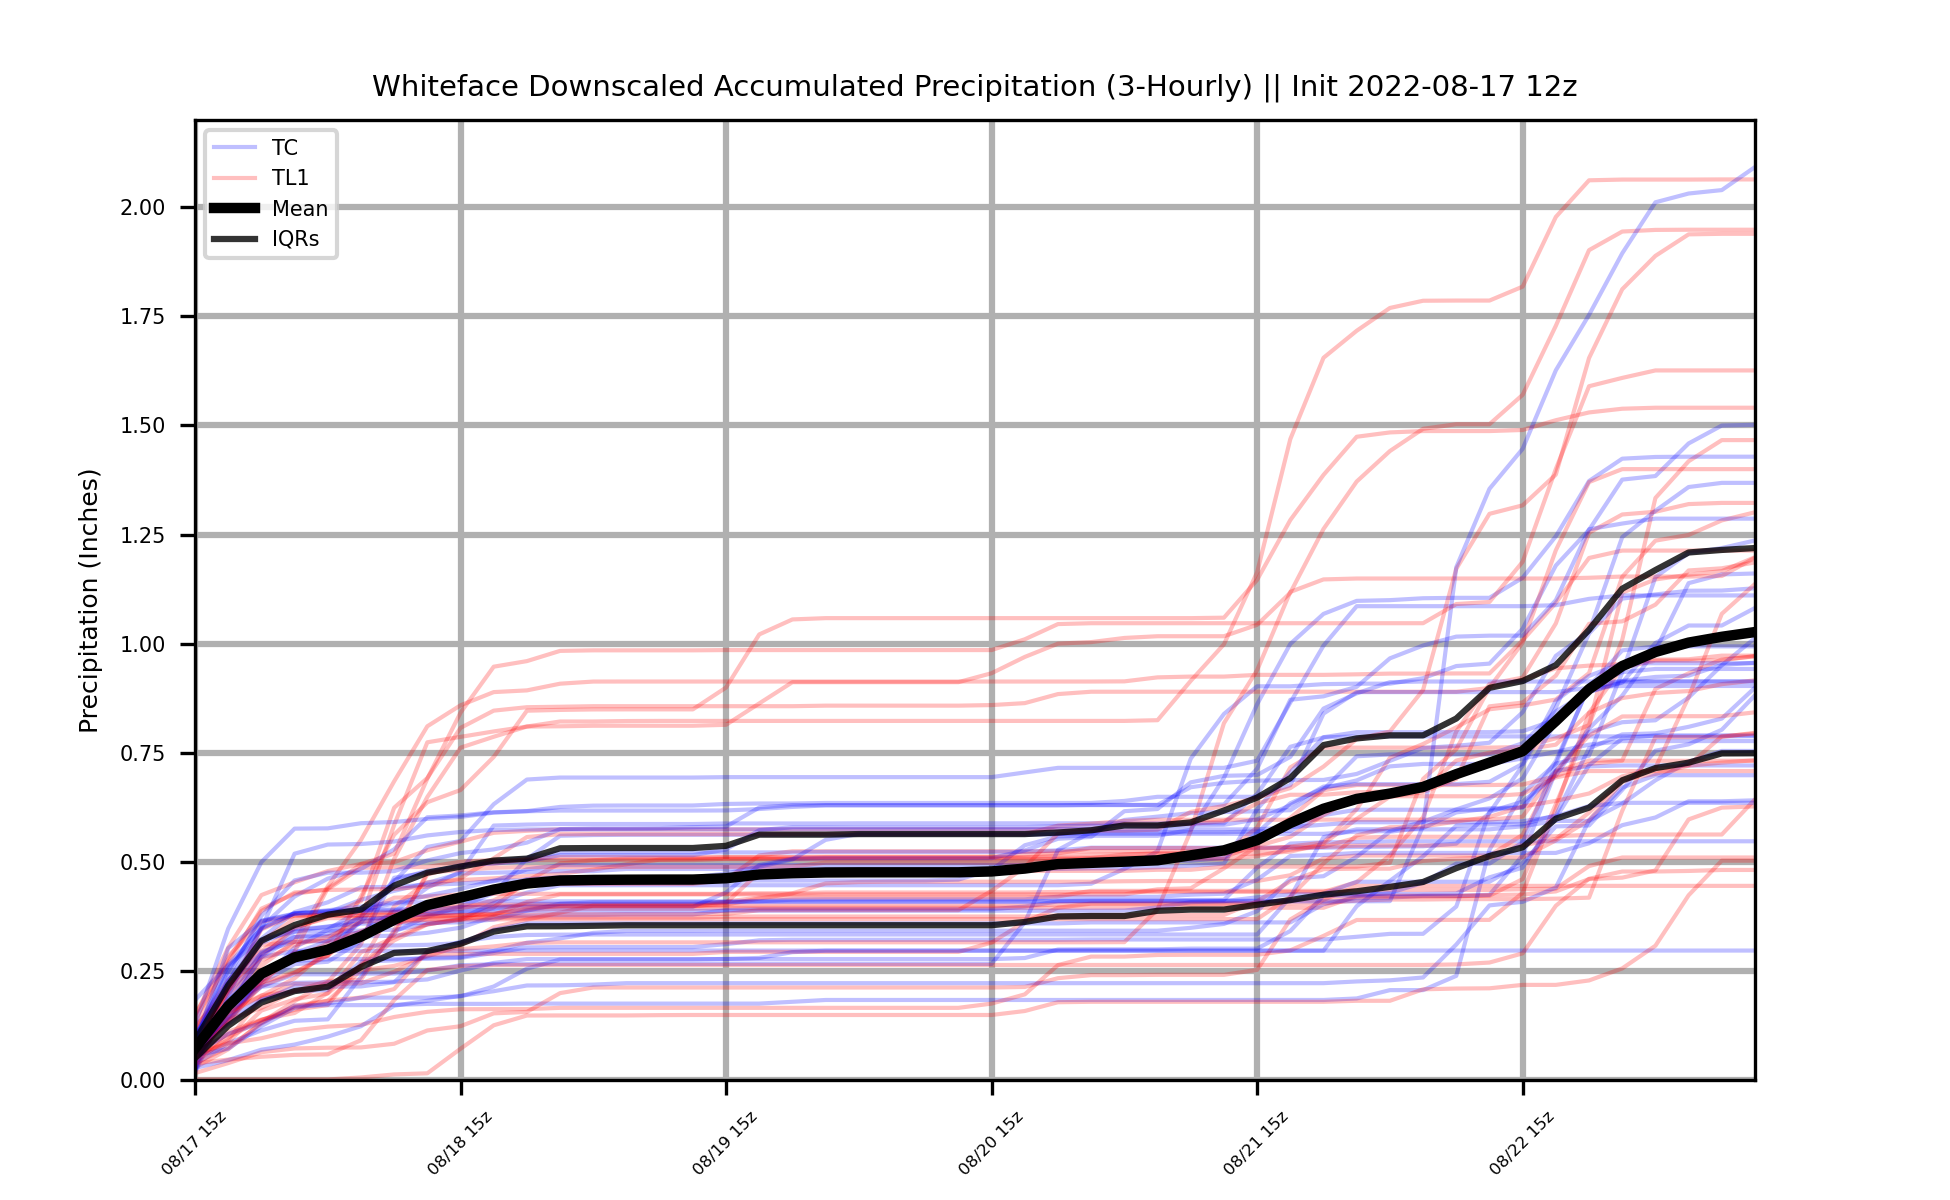 Whiteface Downscaled Accumulated Precipitation (3-Hourly) || Init 2022-08-17 12z
TC
TL1
Mean
IQRs
2.00
1.75
1.50
1.25
1.00
0.75
0.50
0.25
0.00
Precipitation (Inches)
08/17 15z
08/18 15z
08/19 15z
08/20 15z
08/21 15z
08/22 15z